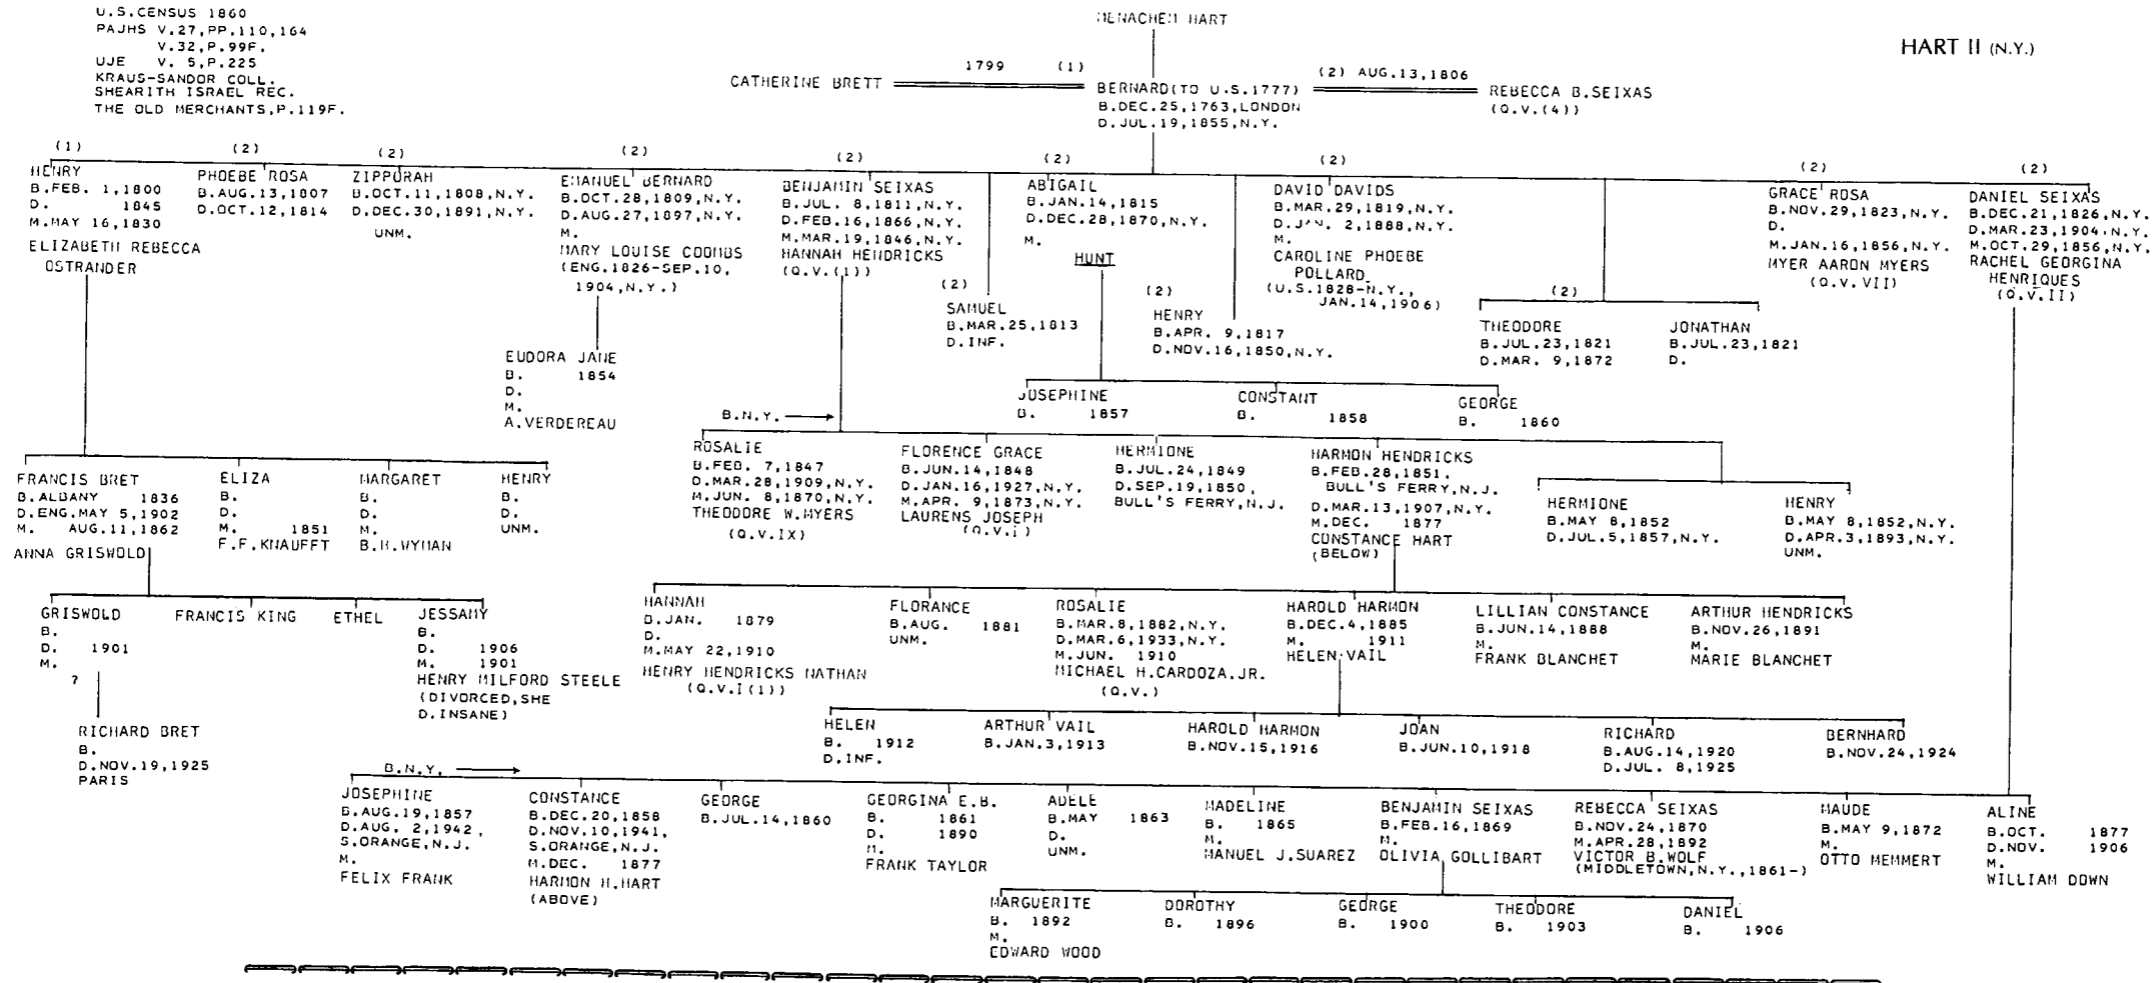 U.S.CENSUS 1860
PAJHS V.27,PP.110,164
V.32,P.99F.
UJE V. 5,P.225
KRAUS-SANDOR COLL.
SHEARITH ISRAEL REC.
THE OLD MERCHANTS,P.119F.
MENACHEM HART
HART II (N.Y.)
CATHERINE BRETT
1799 (1)
BERNARD(TO U.S.1777)
B.DEC.25,1763,LONDON
D.JUL.19,1855,N.Y.
(2) AUG.13,1806
REBECCA B.SEIXAS
(Q.V.(4))
(1)
HENRY
B.FEB. 1,1800
D. 1845
M.MAY 16,1830
ELIZABETH REBECCA
OSTRANDER
(2)
PHOEBE ROSA
B.AUG.13,1807
D.OCT.12,1814
(2)
ZIPPORAH
B.OCT.11,1808,N.Y.
D.DEC.30,1891,N.Y.
UNM.
(2)
EMANUEL BERNARD
B.OCT.28,1809,N.Y.
D.AUG.27,1897,N.Y.
M.
MARY LOUISE COOMBS
(ENG.1826-SEP.10,
1904,N.Y.)
(2)
BENJAMIN SEIXAS
B.JUL. 8,1811,N.Y.
D.FEB.16,1866,N.Y.
M.MAR.19,1846,N.Y.
HANNAH HENDRICKS
(Q.V.(1))
(2)
SAMUEL
B.MAR.25,1813
D.INF.
(2)
ABIGAIL
B.JAN.14,1815
D.DEC.28,1870,N.Y.
M.
HUNT
(2)
HENRY
B.APR. 9,1817
D.NOV.16,1850,N.Y.
(2)
DAVID DAVIDS
B.MAR.29,1819,N.Y.
D.JAN. 2,1888,N.Y.
M.
CAROLINE PHOEBE
POLLARD
(U.S.1828-N.Y.,
JAN.14,1906)
(2)
THEODORE
B.JUL.23,1821
D.MAR. 9,1872
JONATHAN
B.JUL.23,1821
D.
(2)
GRACE ROSA
B.NOV.29,1823,N.Y.
D.
M.JAN.16,1856,N.Y.
MYER AARON MYERS
(Q.V.VII)
(2)
DANIEL SEIXAS
B.DEC.21,1826,N.Y.
D.MAR.23,1904,N.Y.
M.OCT.29,1856,N.Y.
RACHEL GEORGINA
HENRIQUES
(Q.V.II)
EUDORA JANE
B. 1854
D.
M.
A.VERDEREAU
JOSEPHINE
B. 1857
CONSTANT
B. 1858
GEORGE
B. 1860
FRANCIS BRET
B.ALBANY 1836
D.ENG.MAY 5,1902
M. AUG.11,1862
ANNA GRISWOLD
ELIZA
B.
D.
M. 1851
F.F.KNAUFFT
MARGARET
B.
D.
M.
B.H.WYMAN
HENRY
B.
D.
UNM.
B.N.Y.
ROSALIE
B.FEB. 7,1847
D.MAR.28,1909,N.Y.
M.JUN. 8,1870,N.Y.
THEODORE W.MYERS
(Q.V.IX)
FLORENCE GRACE
B.JUN.14,1848
D.JAN.16,1927,N.Y.
M.APR. 9,1873,N.Y.
LAURENS JOSEPH
(Q.V.I)
HERMIONE
B.JUL.24,1849
D.SEP.19,1850,
BULL'S FERRY,N.J.
HARMON HENDRICKS
B.FEB.28,1851,
BULL'S FERRY,N.J.
D.MAR.13,1907,N.Y.
M.DEC. 1877
CONSTANCE HART
(BELOW)
HERMIONE
B.MAY 8,1852
D.JUL.5,1857,N.Y.
HENRY
B.MAY 8,1852,N.Y.
D.APR.3,1893,N.Y.
UNM.
GRISWOLD
B.
D. 1901
M.
?
FRANCIS KING
ETHEL
JESSAMY
B.
D. 1906
M. 1901
HENRY MILFORD STEELE
(DIVORCED,SHE
D.INSANE)
HANNAH
B.JAN. 1879
D.
M.MAY 22,1910
HENRY HENDRICKS NATHAN
(Q.V.I(1))
FLORANCE
B.AUG. 1881
UNM.
ROSALIE
B.MAR.8,1882,N.Y.
D.MAR.6,1933,N.Y.
M.JUN. 1910
MICHAEL H.CARDOZA,JR.
(Q.V.)
HAROLD HARMON
B.DEC.4,1885
M. 1911
HELEN VAIL
LILLIAN CONSTANCE
B.JUN.14,1888
M.
FRANK BLANCHET
ARTHUR HENDRICKS
B.NOV.26,1891
M.
MARIE BLANCHET
RICHARD BRET
B.
D.NOV.19,1925
PARIS
HELEN
B. 1912
D.INF.
ARTHUR VAIL
B.JAN.3,1913
HAROLD HARMON
B.NOV.15,1916
JOAN
B.JUN.10,1918
RICHARD
B.AUG.14,1920
D.JUL. 8,1925
BERNHARD
B.NOV.24,1924
B.N.Y.
JOSEPHINE
B.AUG.19,1857
D.AUG. 2,1942,
S.ORANGE,N.J.
M.
FELIX FRANK
CONSTANCE
B.DEC.20,1858
D.NOV.10,1941,
S.ORANGE,N.J.
M.DEC. 1877
HARMON H.HART
(ABOVE)
GEORGE
B.JUL.14,1860
GEORGINA E.B.
B. 1861
D. 1890
M.
FRANK TAYLOR
ADELE
B.MAY 1863
D.
UNM.
MADELINE
B. 1865
M.
MANUEL J.SUAREZ
BENJAMIN SEIXAS
B.FEB.16,1869
M.
OLIVIA GOLLIBART
REBECCA SEIXAS
B.NOV.24,1870
M.APR.28,1892
VICTOR B.WOLF
(MIDDLETOWN,N.Y.,1861-)
MAUDE
B.MAY 9,1872
M.
OTTO MEMMERT
ALINE
B.OCT. 1877
D.NOV. 1906
M.
WILLIAM DOWN
MARGUERITE
B. 1892
M.
EDWARD WOOD
DOROTHY
B. 1896
GEORGE
B. 1900
THEODORE
B. 1903
DANIEL
B. 1906